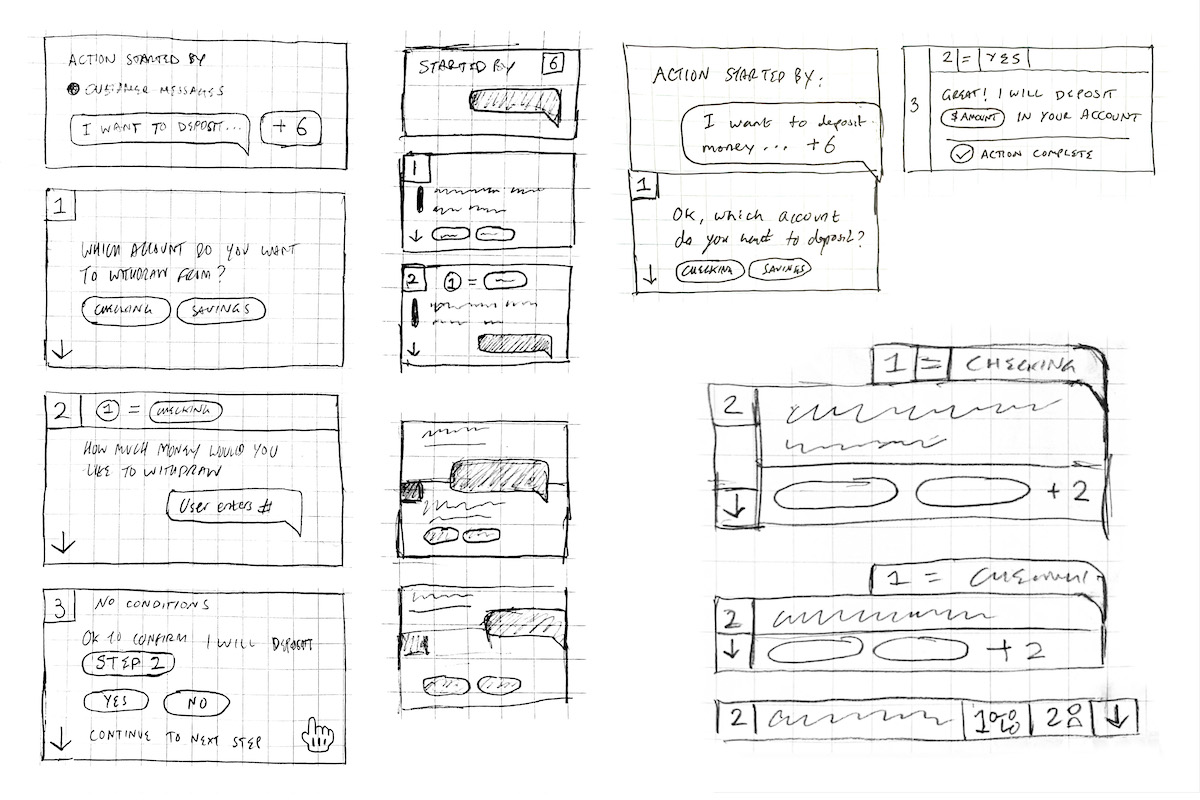 ACTION STARTED BY
CUSTOMER MESSAGES
I WANT TO DEPOSIT...
+ 6
1
WHICH ACCOUNT DO YOU WANT
TO WITHDRAW FROM?
CHECKING
SAVINGS
2
1 = CHECKING
HOW MUCH MONEY WOULD YOU
LIKE TO WITHDRAW
User enters #
3
NO CONDITIONS
OK TO CONFIRM I WILL DEPOSIT
STEP 2
YES
NO
CONTINUE TO NEXT STEP
STARTED BY
6
1
2
1 =
ACTION STARTED BY:
I want to deposit
money... +6
1
OK, which account
do you want to deposit?
CHECKING
SAVINGS
2 = YES
3
GREAT! I WILL DEPOSIT
$ AMOUNT IN YOUR ACCOUNT
ACTION COMPLETE
1 = CHECKING
2
+ 2
1 =
2
+ 2
2
1
2